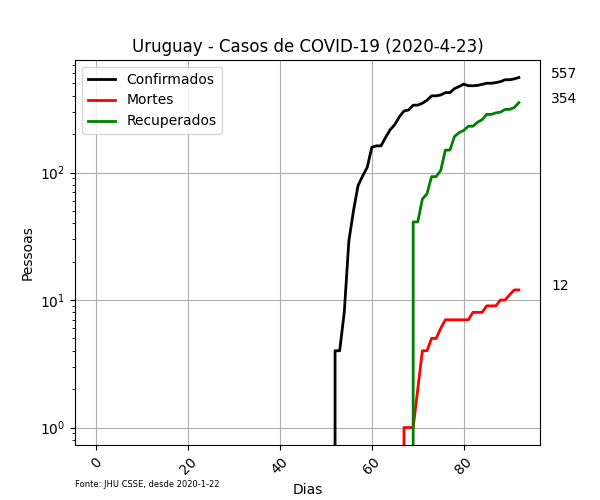 Uruguay - Casos de COVID-19 (2020-4-23)
Confirmados
Mortes
Recuperados
557
354
12
10²
10¹
10⁰
Pessoas
0
20
40
60
80
Fonte: JHU CSSE, desde 2020-1-22
Dias